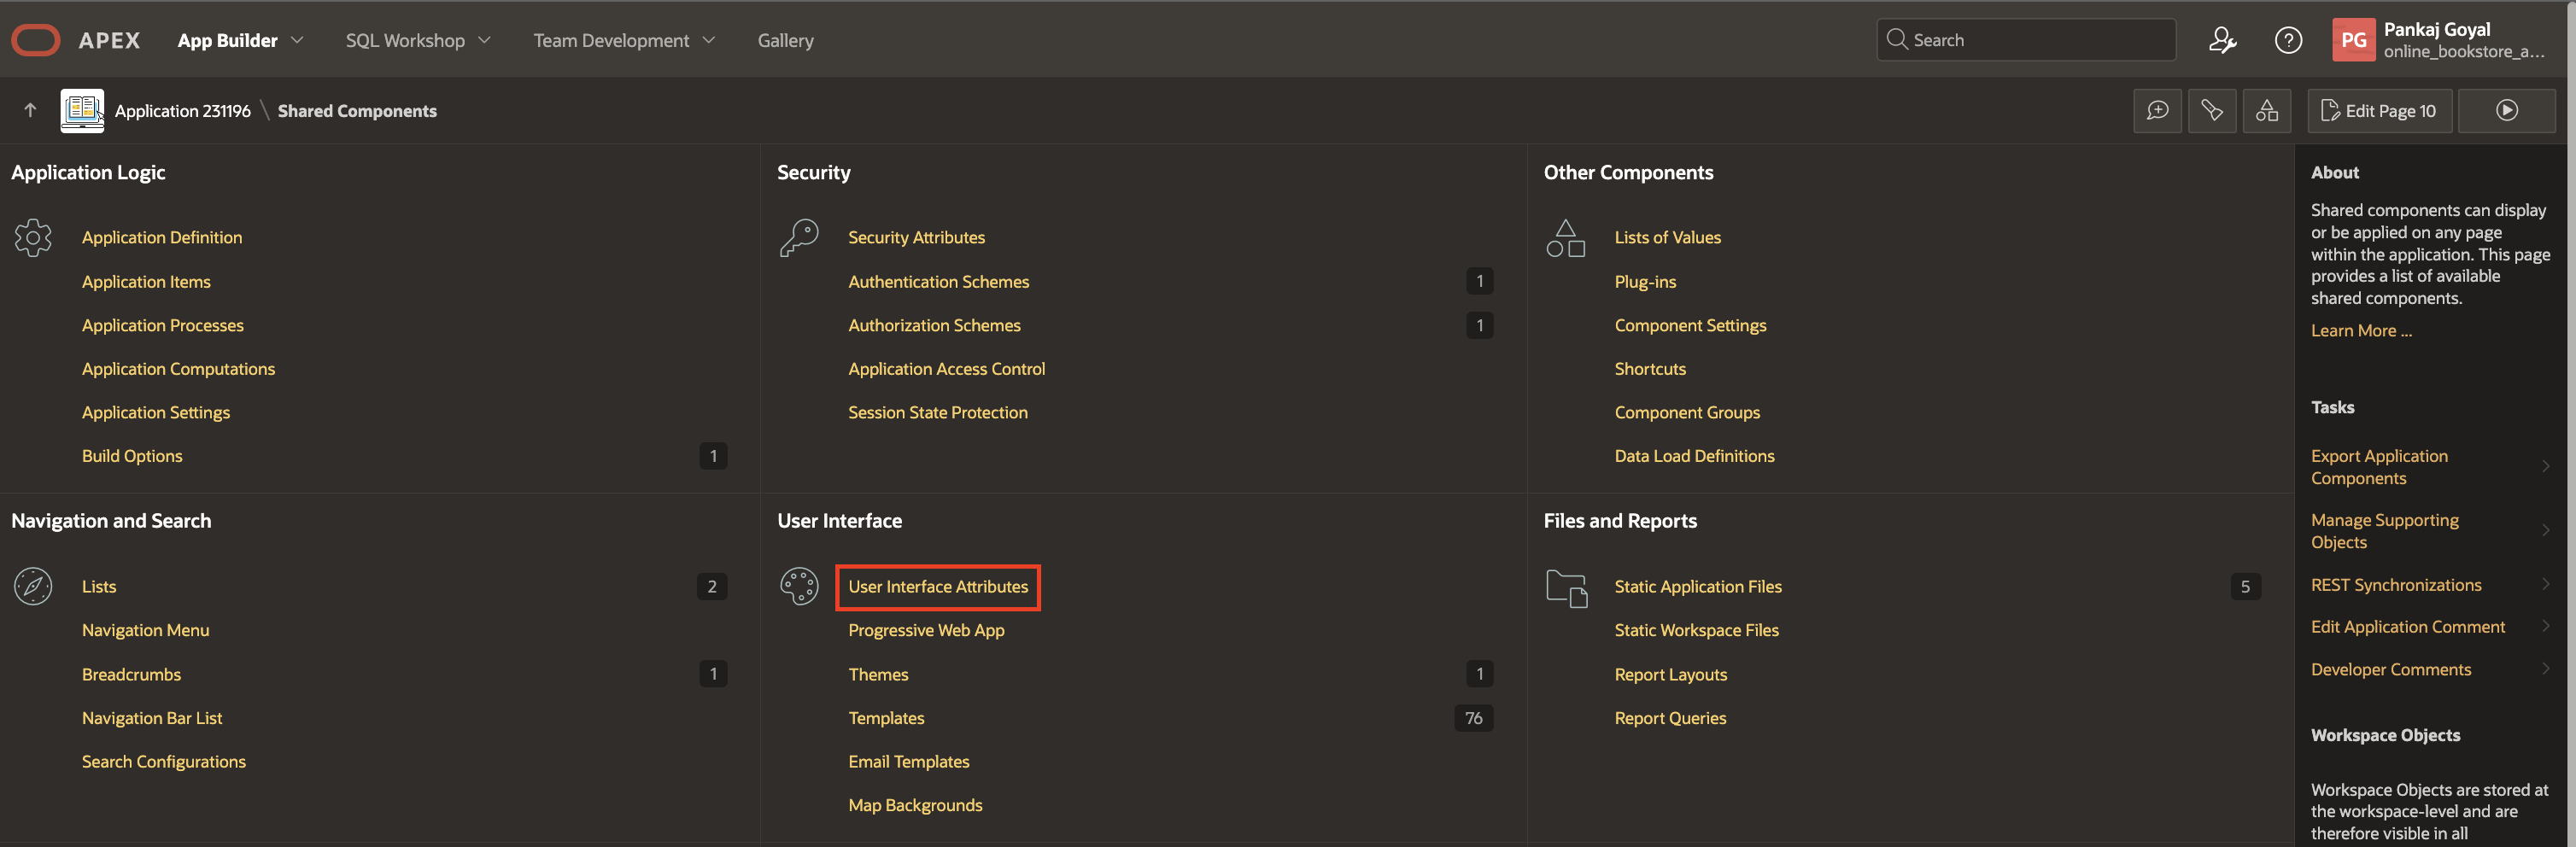 APEX App Builder SQL Workshop Team Development Gallery Search PG Pankaj Goyal
online_bookstore_a...
Application 231196 \ Shared Components Edit Page 10
Application Logic
Application Definition
Application Items
Application Processes
Application Computations
Application Settings
Build Options 1
Security
Security Attributes
Authentication Schemes 1
Authorization Schemes 1
Application Access Control
Session State Protection
Other Components
Lists of Values
Plug-ins
Component Settings
Shortcuts
Component Groups
Data Load Definitions
Navigation and Search
Lists 2
Navigation Menu
Breadcrumbs 1
Navigation Bar List
Search Configurations
User Interface
User Interface Attributes
Progressive Web App
Themes 1
Templates 76
Email Templates
Map Backgrounds
Files and Reports
Static Application Files 5
Static Workspace Files
Report Layouts
Report Queries
About
Shared components can display
or be applied on any page
within the application. This page
provides a list of available
shared components.
Learn More ...
Tasks
Export Application
Components
Manage Supporting
Objects
REST Synchronizations
Edit Application Comment
Developer Comments
Workspace Objects
Workspace Objects are stored at
the workspace-level and are
therefore visible in all